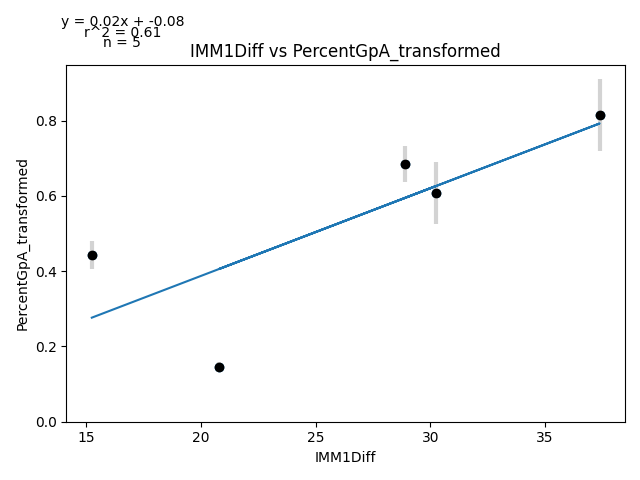 y = 0.02x + -0.08
r^2 = 0.61
n = 5
IMM1Diff vs PercentGpA_transformed
PercentGpA_transformed
0.8
0.6
0.4
0.2
0.0
15 20 25 30 35
IMM1Diff